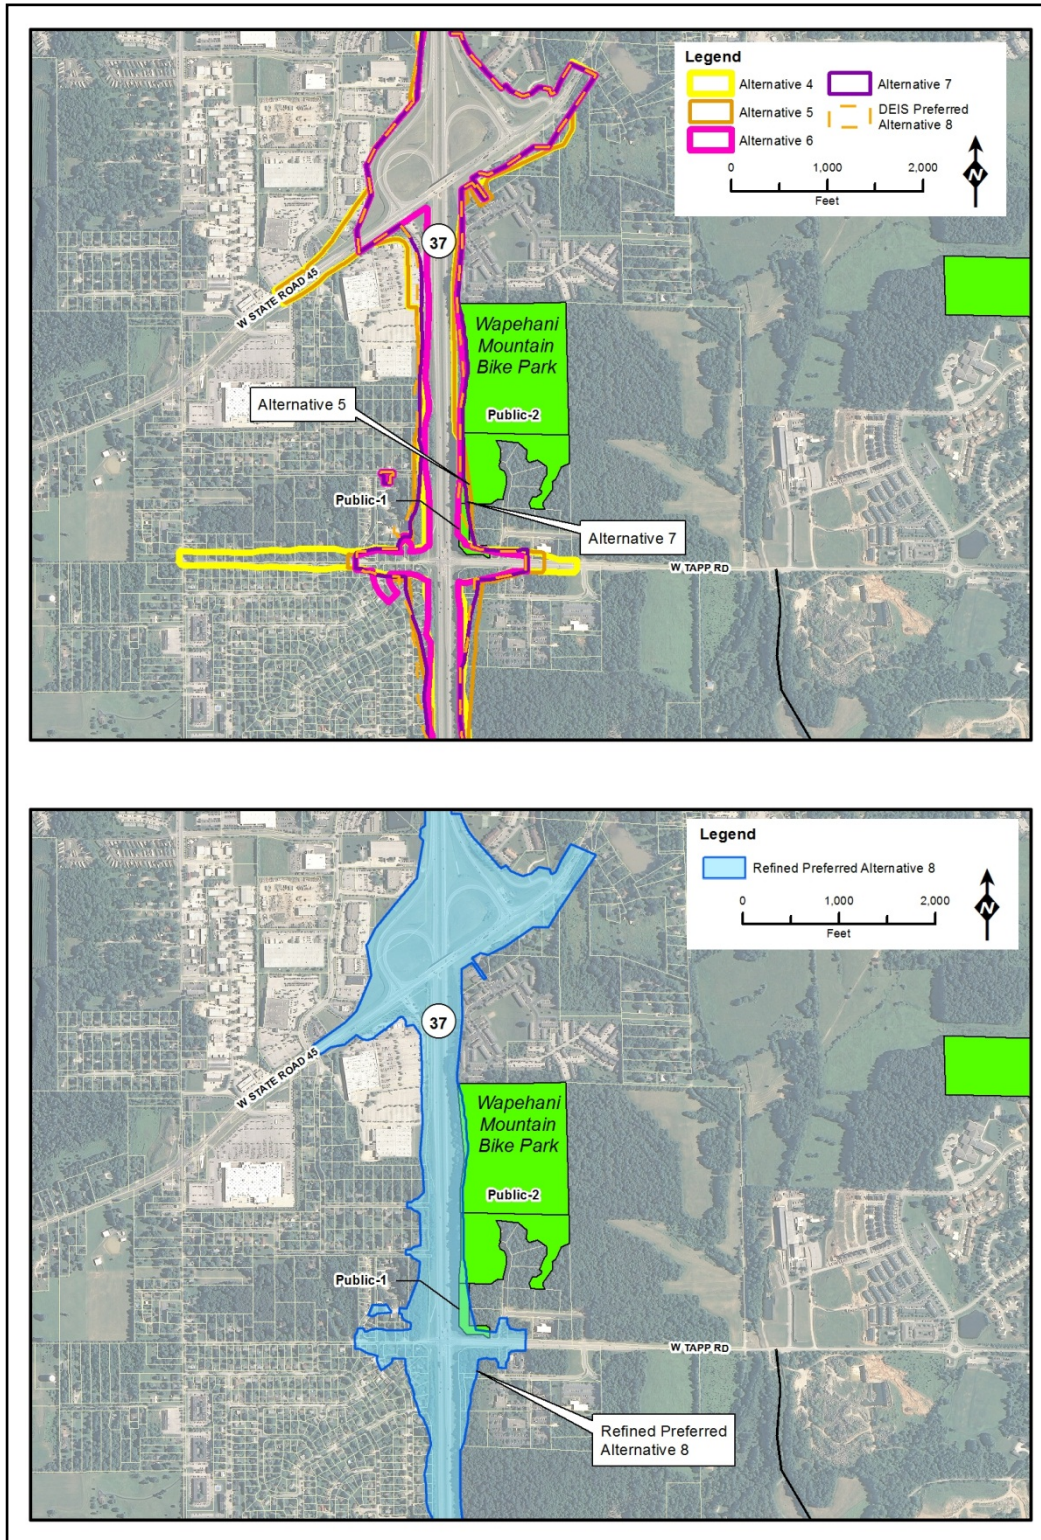 Legend
Alternative 4
Alternative 5
Alternative 6
Alternative 7
DEIS Preferred
Alternative 8
0 1,000 2,000
Feet
N
37
W STATE ROAD 45
Wapehani
Mountain
Bike Park
Public-2
Alternative 5
Public-1
Alternative 7
W TAPP RD
Legend
Refined Preferred Alternative 8
0 1,000 2,000
Feet
N
37
W STATE ROAD 45
Wapehani
Mountain
Bike Park
Public-2
Public-1
W TAPP RD
Refined Preferred
Alternative 8